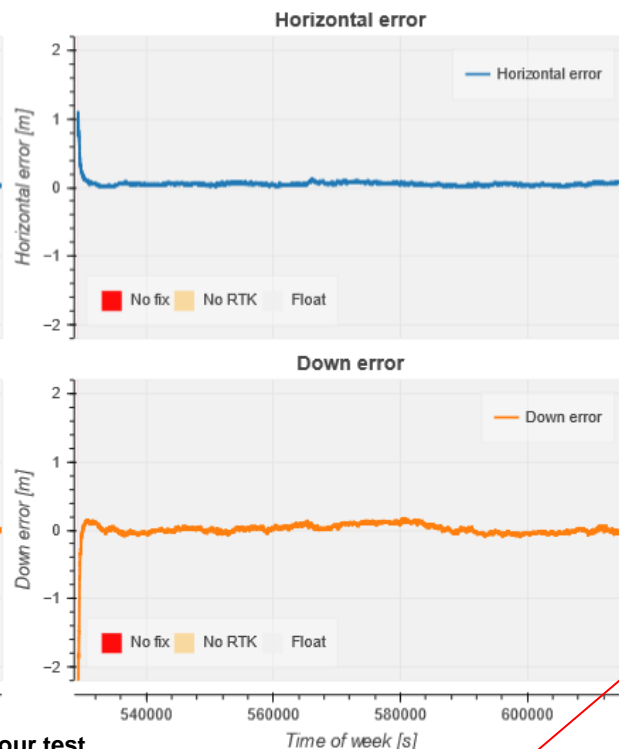 Horizontal error
2
1
0
−1
−2
Horizontal error [m]
Horizontal error
No fix
No RTK
Float
Down error
2
1
0
−1
−2
Down error [m]
Down error
No fix
No RTK
Float
540000
560000
580000
600000
Time of week [s]
our test